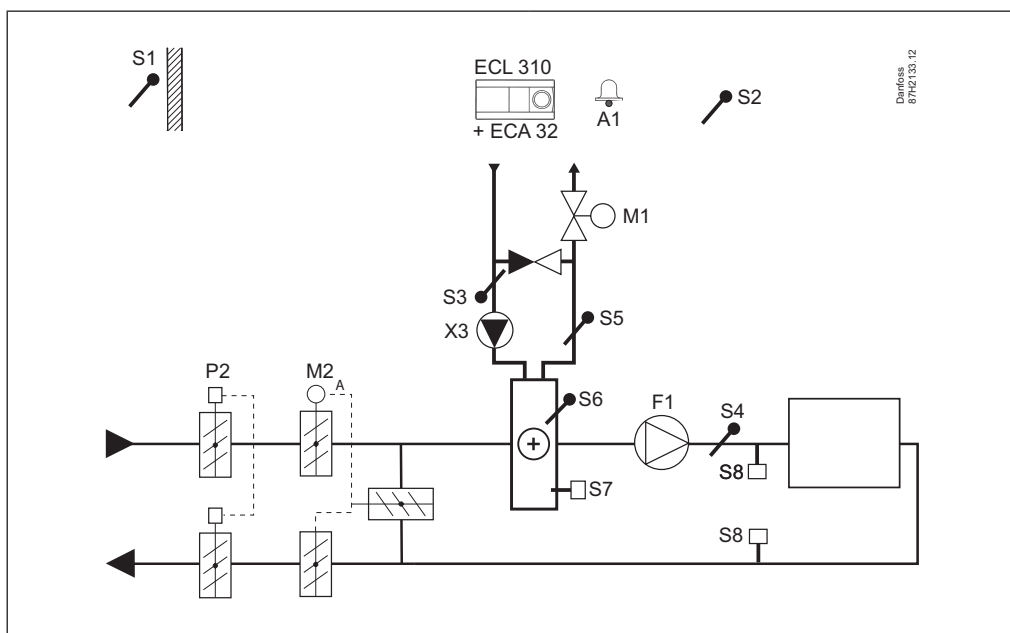 S1
ECL 310
+ ECA 32
A1
S2
Danfoss
87H2133.12
M1
S3
S5
X3
P2
M2
A
S6
F1
S4
S8
S7
S8